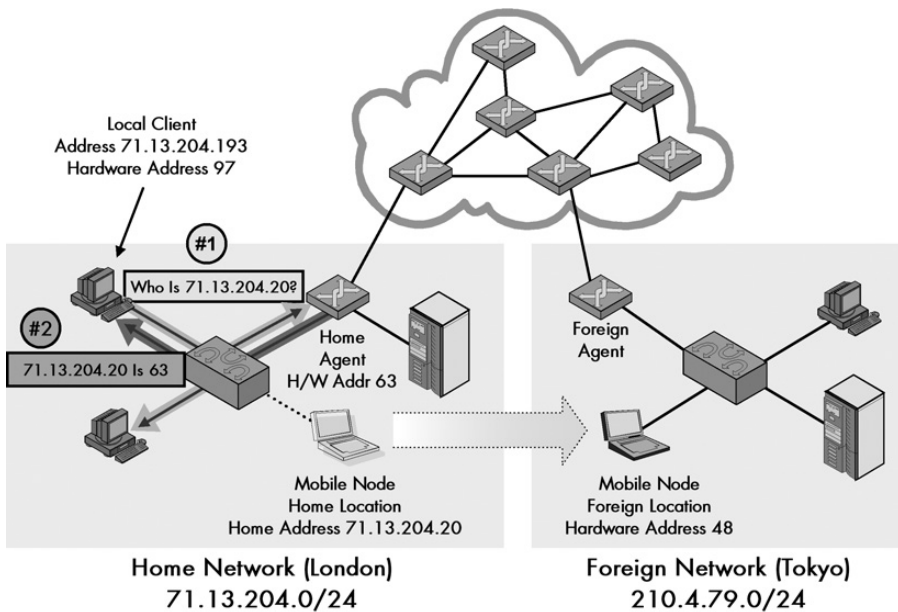 Local Client
Address 71.13.204.193
Hardware Address 97
#1
Who Is 71.13.204.20?
#2
71.13.204.20 Is 63
Home
Agent
H/W Addr 63
Foreign
Agent
Mobile Node
Home Location
Home Address 71.13.204.20
Mobile Node
Foreign Location
Hardware Address 48
Home Network (London)
71.13.204.0/24
Foreign Network (Tokyo)
210.4.79.0/24